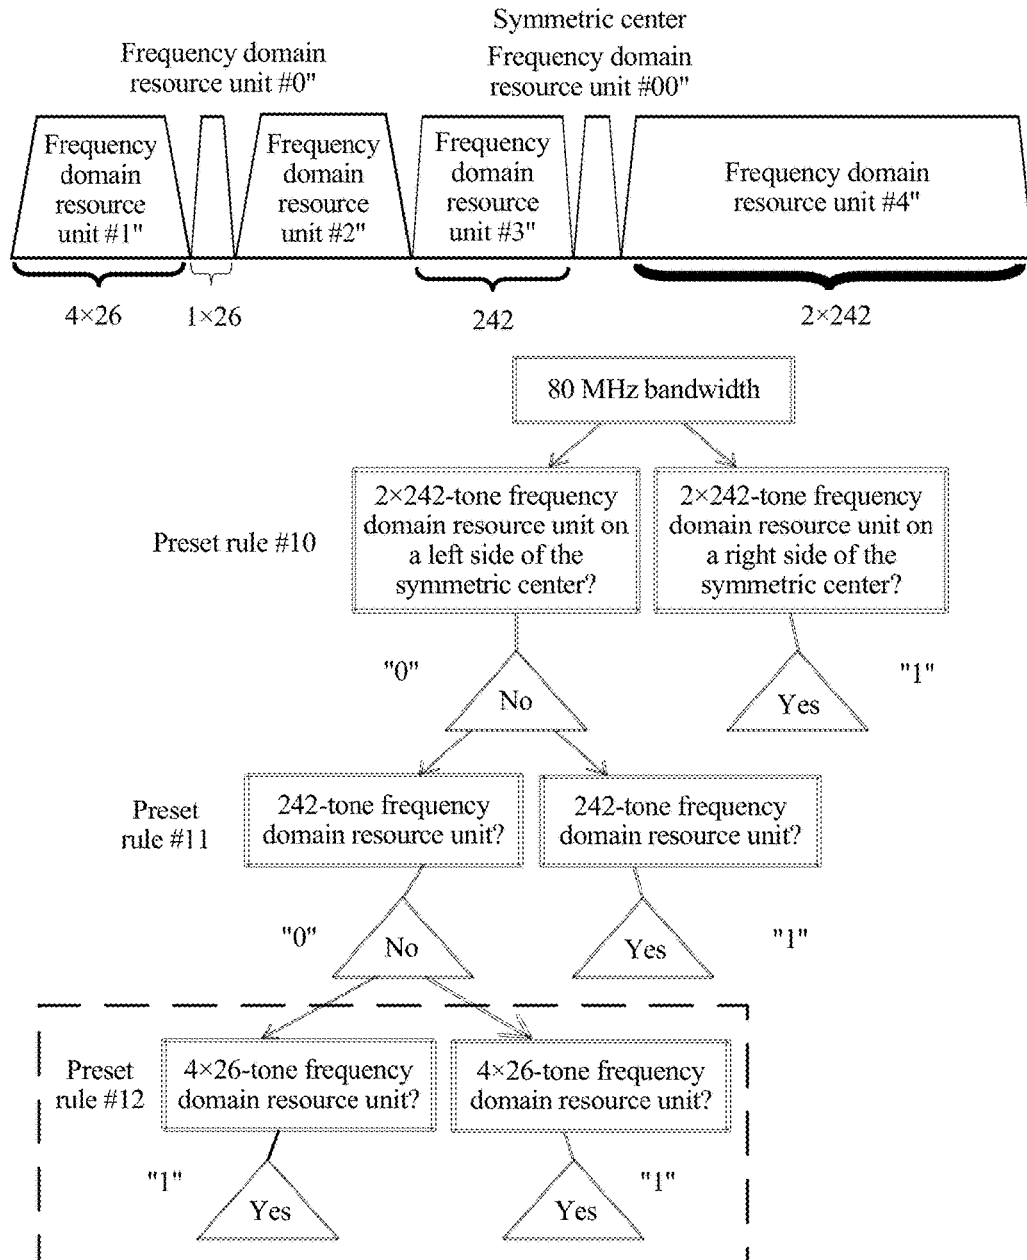 Symmetric center
Frequency domain
resource unit #0"
Frequency domain
resource unit #00"
Frequency
domain
resource
unit #1"
Frequency
domain
resource
unit #2"
Frequency
domain
resource
unit #3"
Frequency domain
resource unit #4"
4×26
1×26
242
2×242
80 MHz bandwidth
Preset rule #10
2×242-tone frequency
domain resource unit on
a left side of the
symmetric center?
2×242-tone frequency
domain resource unit on
a right side of the
symmetric center?
"0"
No
Yes
"1"
Preset
rule #11
242-tone frequency
domain resource unit?
242-tone frequency
domain resource unit?
"0"
No
Yes
"1"
Preset
rule #12
4×26-tone frequency
domain resource unit?
4×26-tone frequency
domain resource unit?
"1"
Yes
Yes
"1"